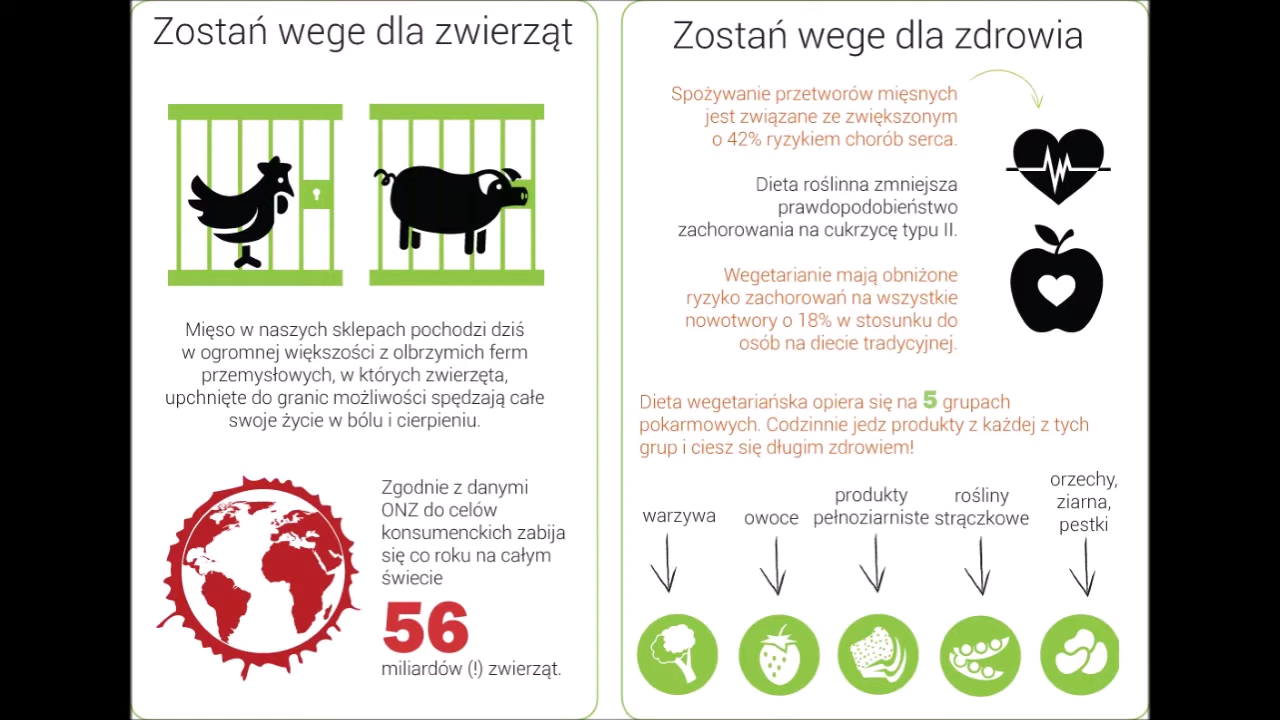 Zostań wege dla zwierząt
Mięso w naszych sklepach pochodzi dziś
w ogromnej większości z olbrzymich ferm
przemysłowych, w których zwierzęta,
upchnięte do granic możliwości spędzają całe
swoje życie w bólu i cierpieniu.
Zgodnie z danymi
ONZ do celów
konsumenckich zabija
się co roku na całym
świecie
56
miliardów (!) zwierząt.
Zostań wege dla zdrowia
Spożywanie przetworów mięsnych
jest związane ze zwiększonym
o 42% ryzykiem chorób serca.
Dieta roślinna zmniejsza
prawdopodobieństwo
zachorowania na cukrzycę typu II.
Wegetarianie mają obniżone
ryzyko zachorowań na wszystkie
nowotwory o 18% w stosunku do
osób na diecie tradycyjnej.
Dieta wegetariańska opiera się na 5 grupach
pokarmowych. Codzinnie jedz produkty z każdej z tych
grup i ciesz się długim zdrowiem!
warzywa
owoce
produkty
pełnoziarniste
rośliny
strączkowe
orzechy,
ziarna,
pestki